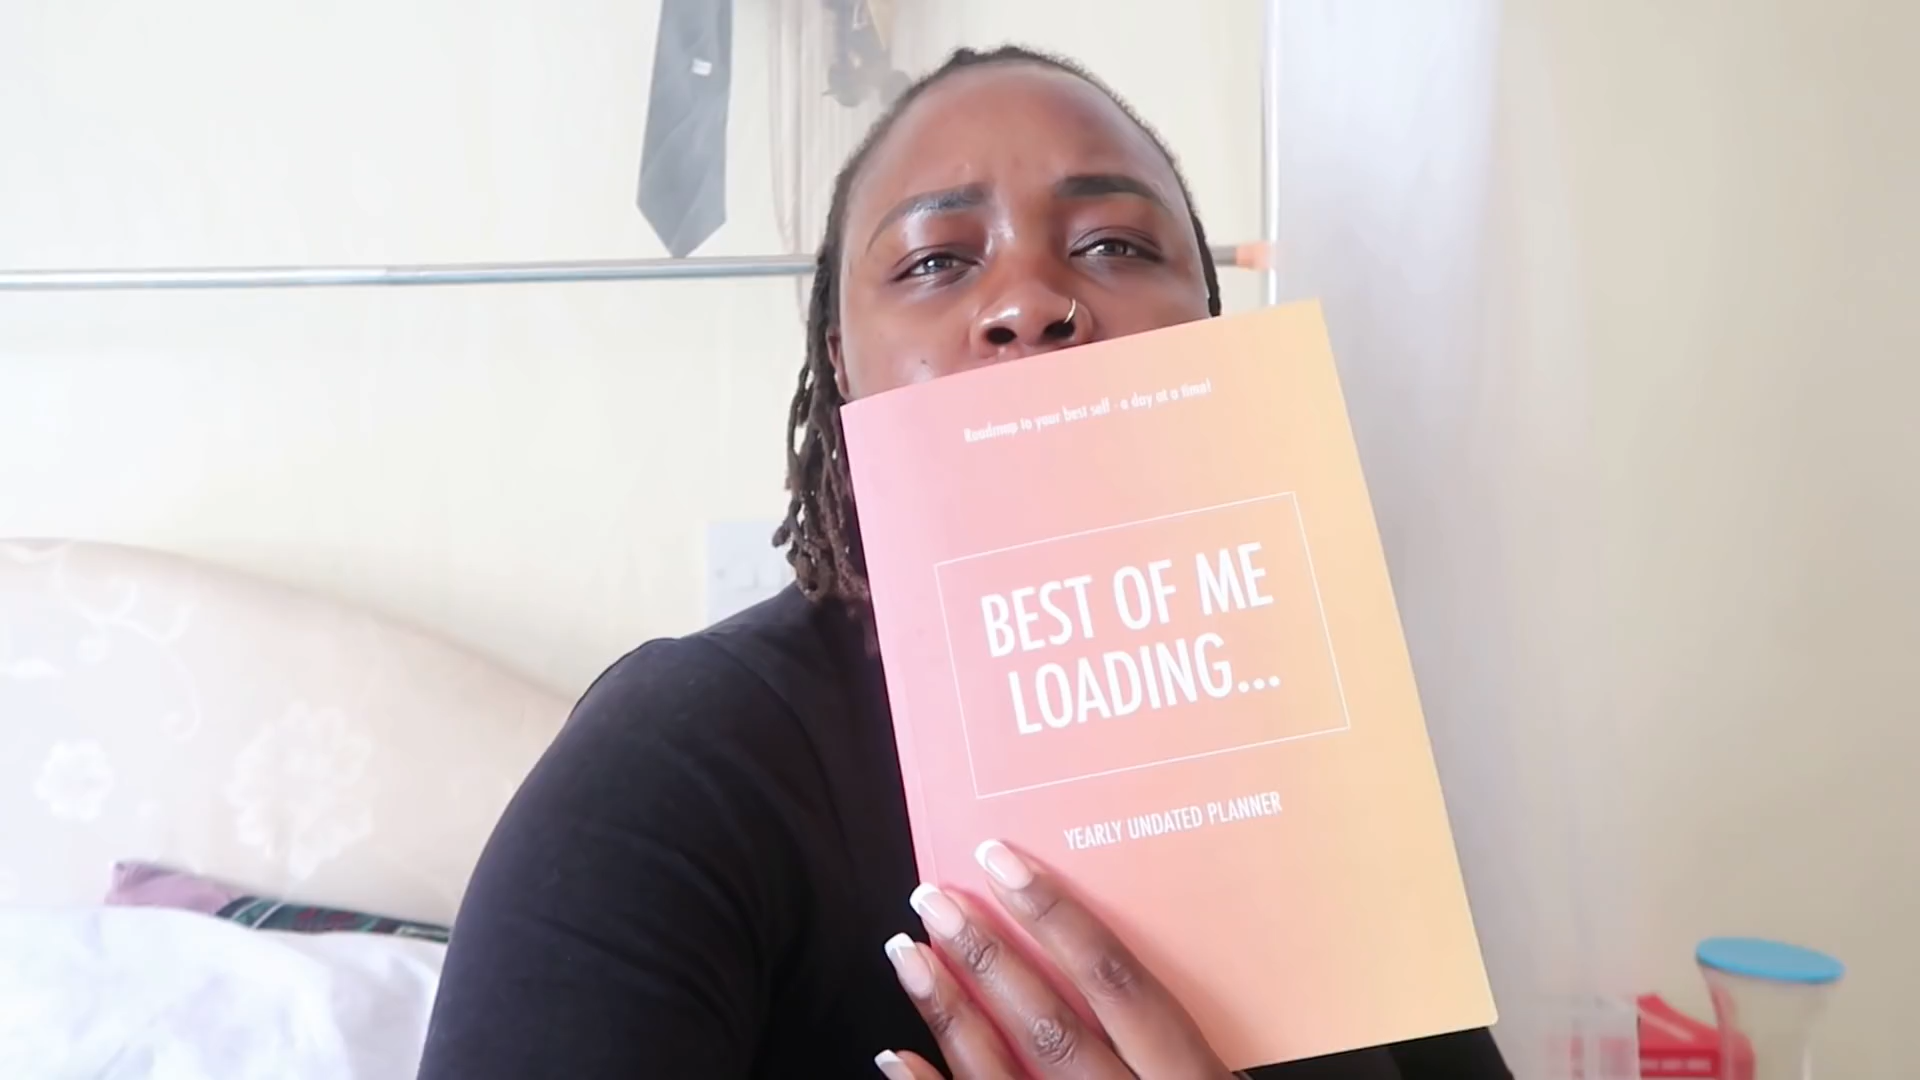 Roadmap to your best self - a day at a time!
BEST OF ME
LOADING...
YEARLY UNDATED PLANNER